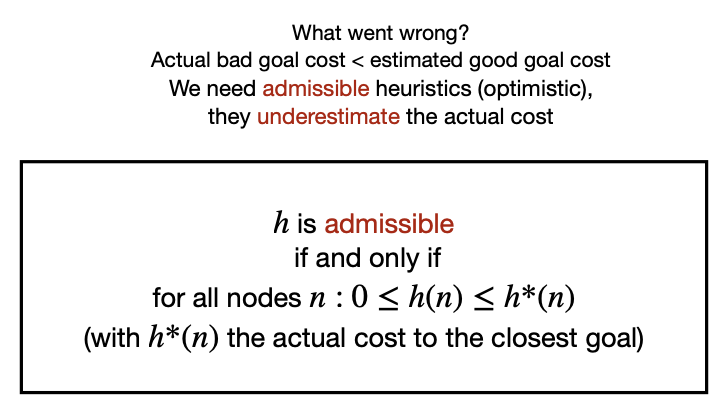 What went wrong?
Actual bad goal cost < estimated good goal cost
We need admissible heuristics (optimistic),
they underestimate the actual cost
h is admissible
if and only if
for all nodes n : 0 ≤ h(n) ≤ h*(n)
(with h*(n) the actual cost to the closest goal)